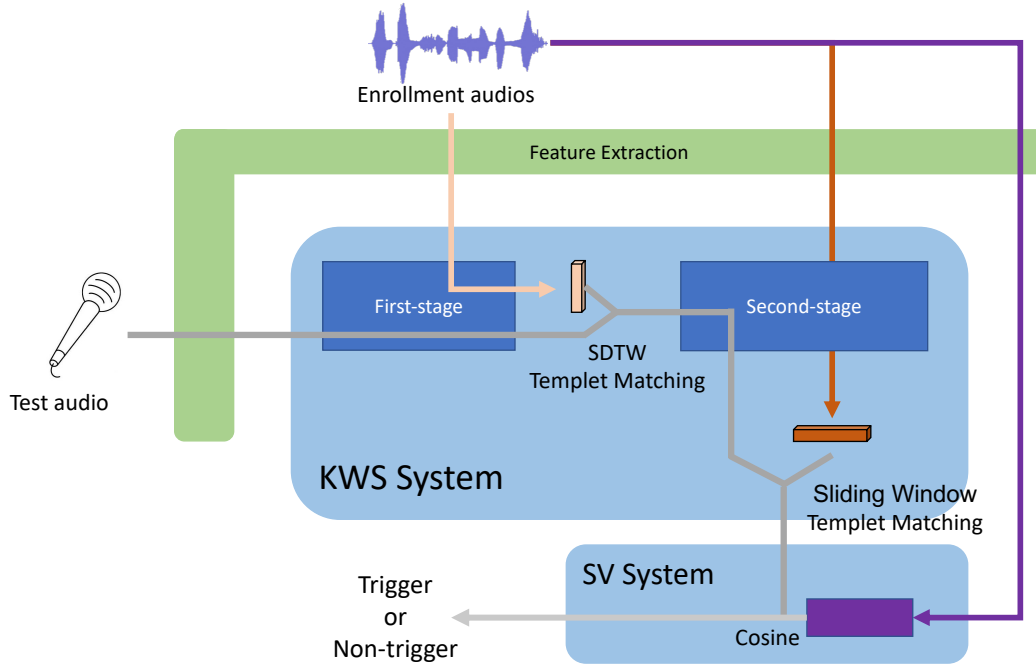 Enrollment audios
Feature Extraction
First-stage
Second-stage
Test audio
SDTW
Templet Matching
KWS System
Sliding Window
Templet Matching
SV System
Trigger
or
Non-trigger
Cosine